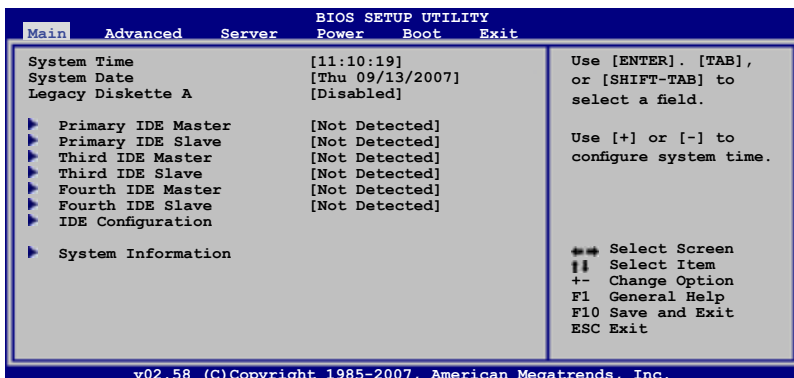 BIOS SETUP UTILITY
Main Advanced Server Power Boot Exit
System Time [11:10:19]
System Date [Thu 09/13/2007]
Legacy Diskette A [Disabled]
Primary IDE Master [Not Detected]
Primary IDE Slave [Not Detected]
Third IDE Master [Not Detected]
Third IDE Slave [Not Detected]
Fourth IDE Master [Not Detected]
Fourth IDE Slave [Not Detected]
IDE Configuration
System Information
Use [ENTER]. [TAB],
or [SHIFT-TAB] to
select a field.
Use [+] or [-] to
configure system time.
Select Screen
Select Item
+- Change Option
F1 General Help
F10 Save and Exit
ESC Exit
v02.58 (C)Copyright 1985-2007, American Megatrends, Inc.